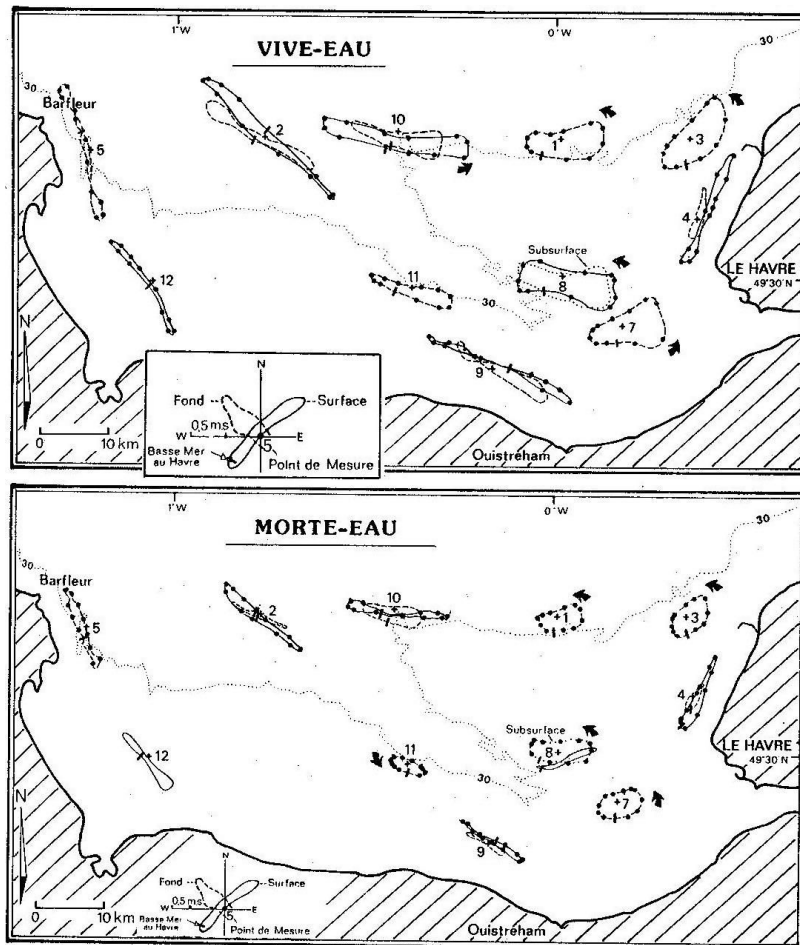 1°W
0°W
VIVE-EAU
30
30
Barfleur
10
2
1
3
5
4
Subsurface
LE HAVRE
49°30'N
12
11
8
30
7
9
N
N
Fond
Surface
0,5 m.s.
W
E
5
Basse Mer
au Havre
Point de Mesure
0 10 km
Ouistréham
1°W
0°W
MORTE-EAU
30
30
Barfleur
10
2
1
3
5
4
Subsurface
LE HAVRE
49°30'N
12
11
8
30
7
9
N
N
Fond
Surface
0,5 m.s
W
E
5
Basse Mer
au Havre
Point de Mesure
0 10 km
Ouistréham